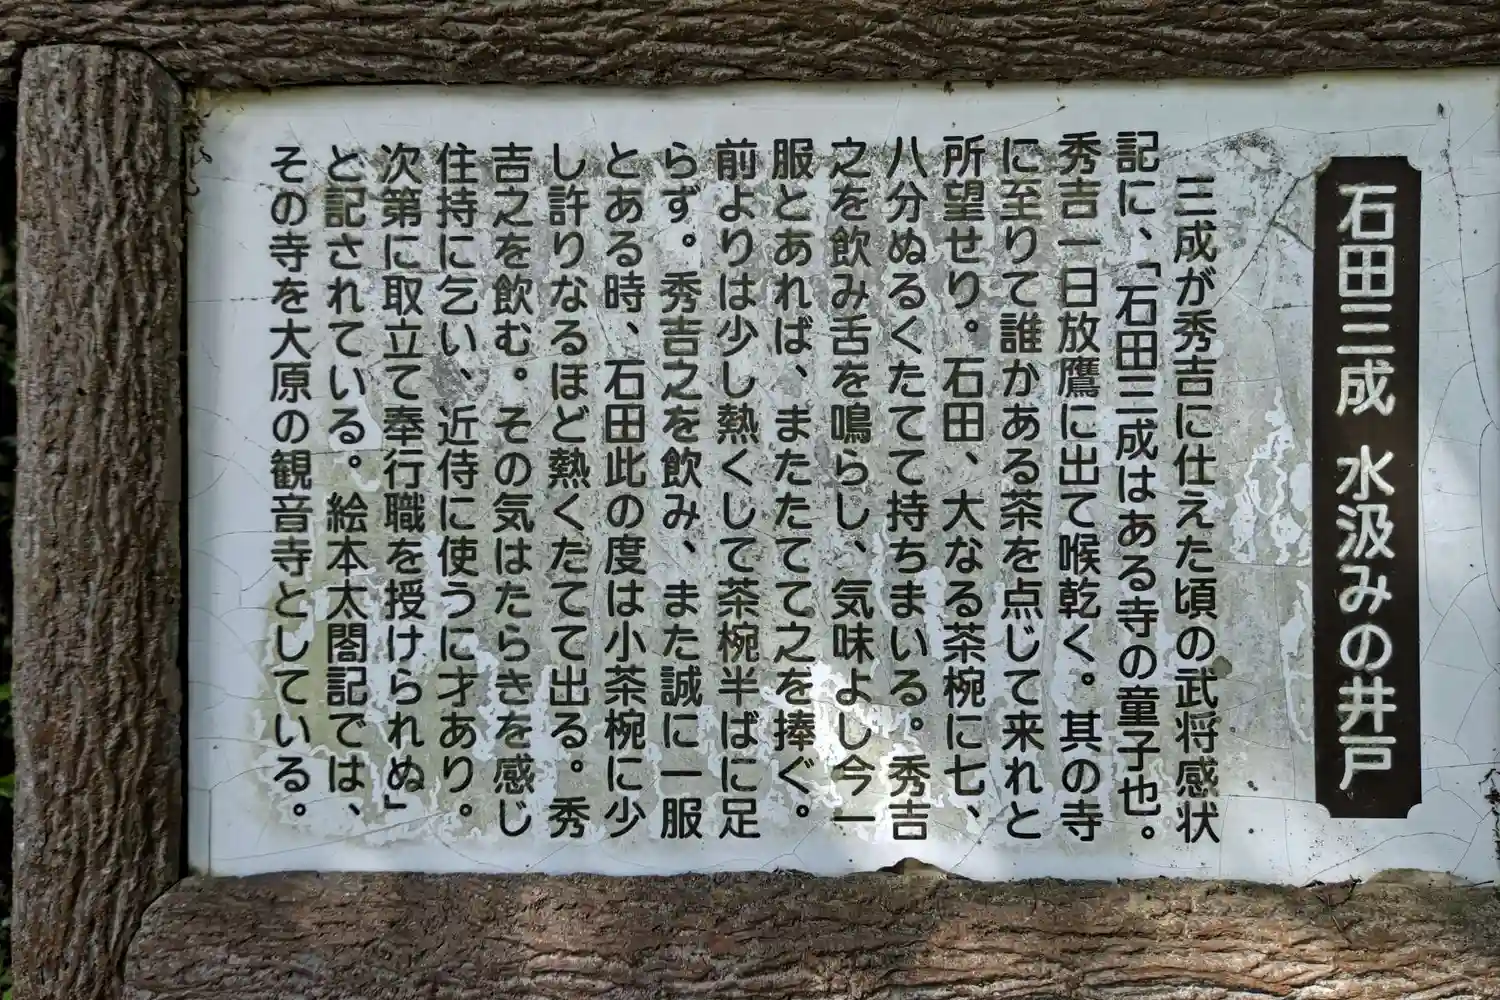 石田三成 水汲みの井戸
三成が秀吉に仕えた頃の武将感状
記に、「石田三成はある寺の童子也。
秀吉一日放鷹に出て喉乾く。其の寺
に至りて誰かある茶を点じて来れと
所望せり。石田、大なる茶椀に七、
八分ぬるくたてて持ちまいる。秀吉
之を飲み舌を鳴らし、気味よし今一
服とあれば、またたてて之を捧ぐ。
前よりは少し熱くして茶椀半ばに足
らず。秀吉之を飲み、また誠に一服
とある時、石田此の度は小茶椀に少
し許りなるほど熱くたてて出る。秀
吉之を飲む。その気はたらきを感じ
住持に乞い、近侍に使うに才あり。
次第に取立て奉行職を授けられぬ」
と記されている。絵本太閤記では、
その寺を大原の観音寺としている。